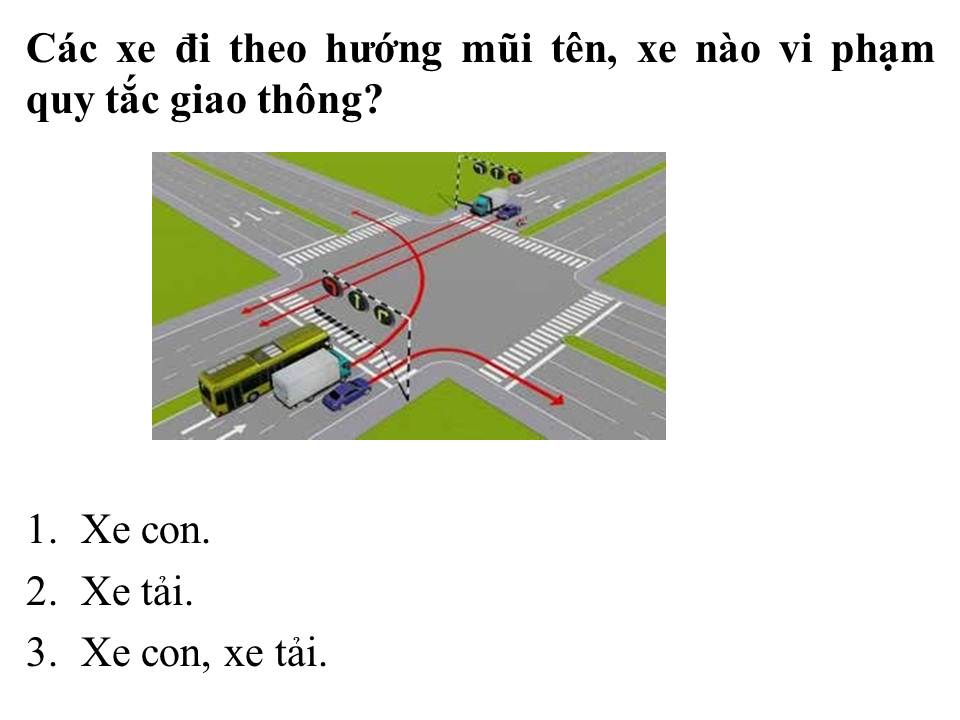 Các xe đi theo hướng mũi tên, xe nào vi phạm
quy tắc giao thông?
1. Xe con.
2. Xe tải.
3. Xe con, xe tải.